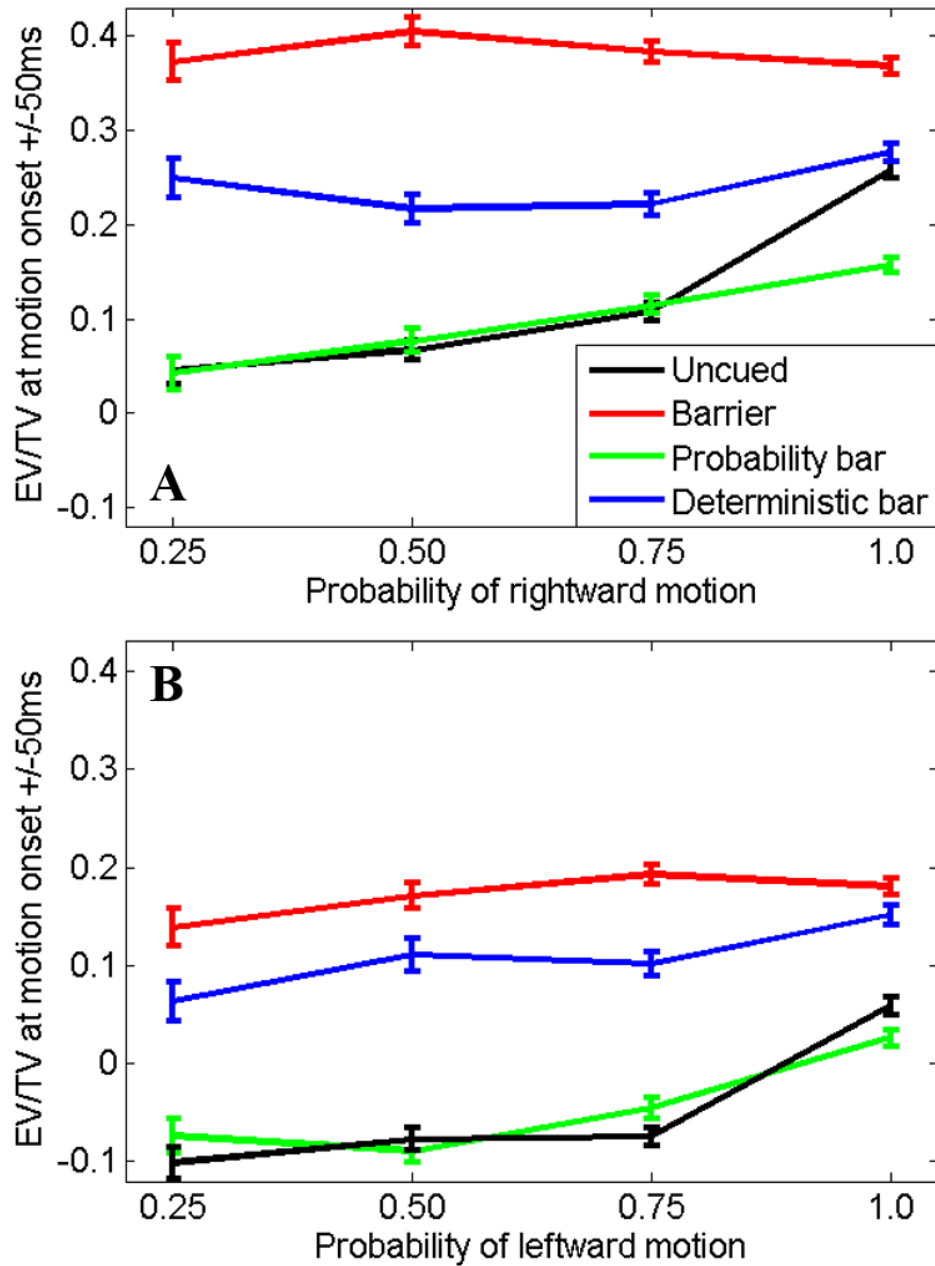 EV/TV at motion onset +/-50ms
0.4
0.3
0.2
0.1
0
-0.1
A
Uncued
Barrier
Probability bar
Deterministic bar
0.25 0.50 0.75 1.0
Probability of rightward motion
EV/TV at motion onset +/-50ms
B
0.4
0.3
0.2
0.1
0
-0.1
0.25 0.50 0.75 1.0
Probability of leftward motion